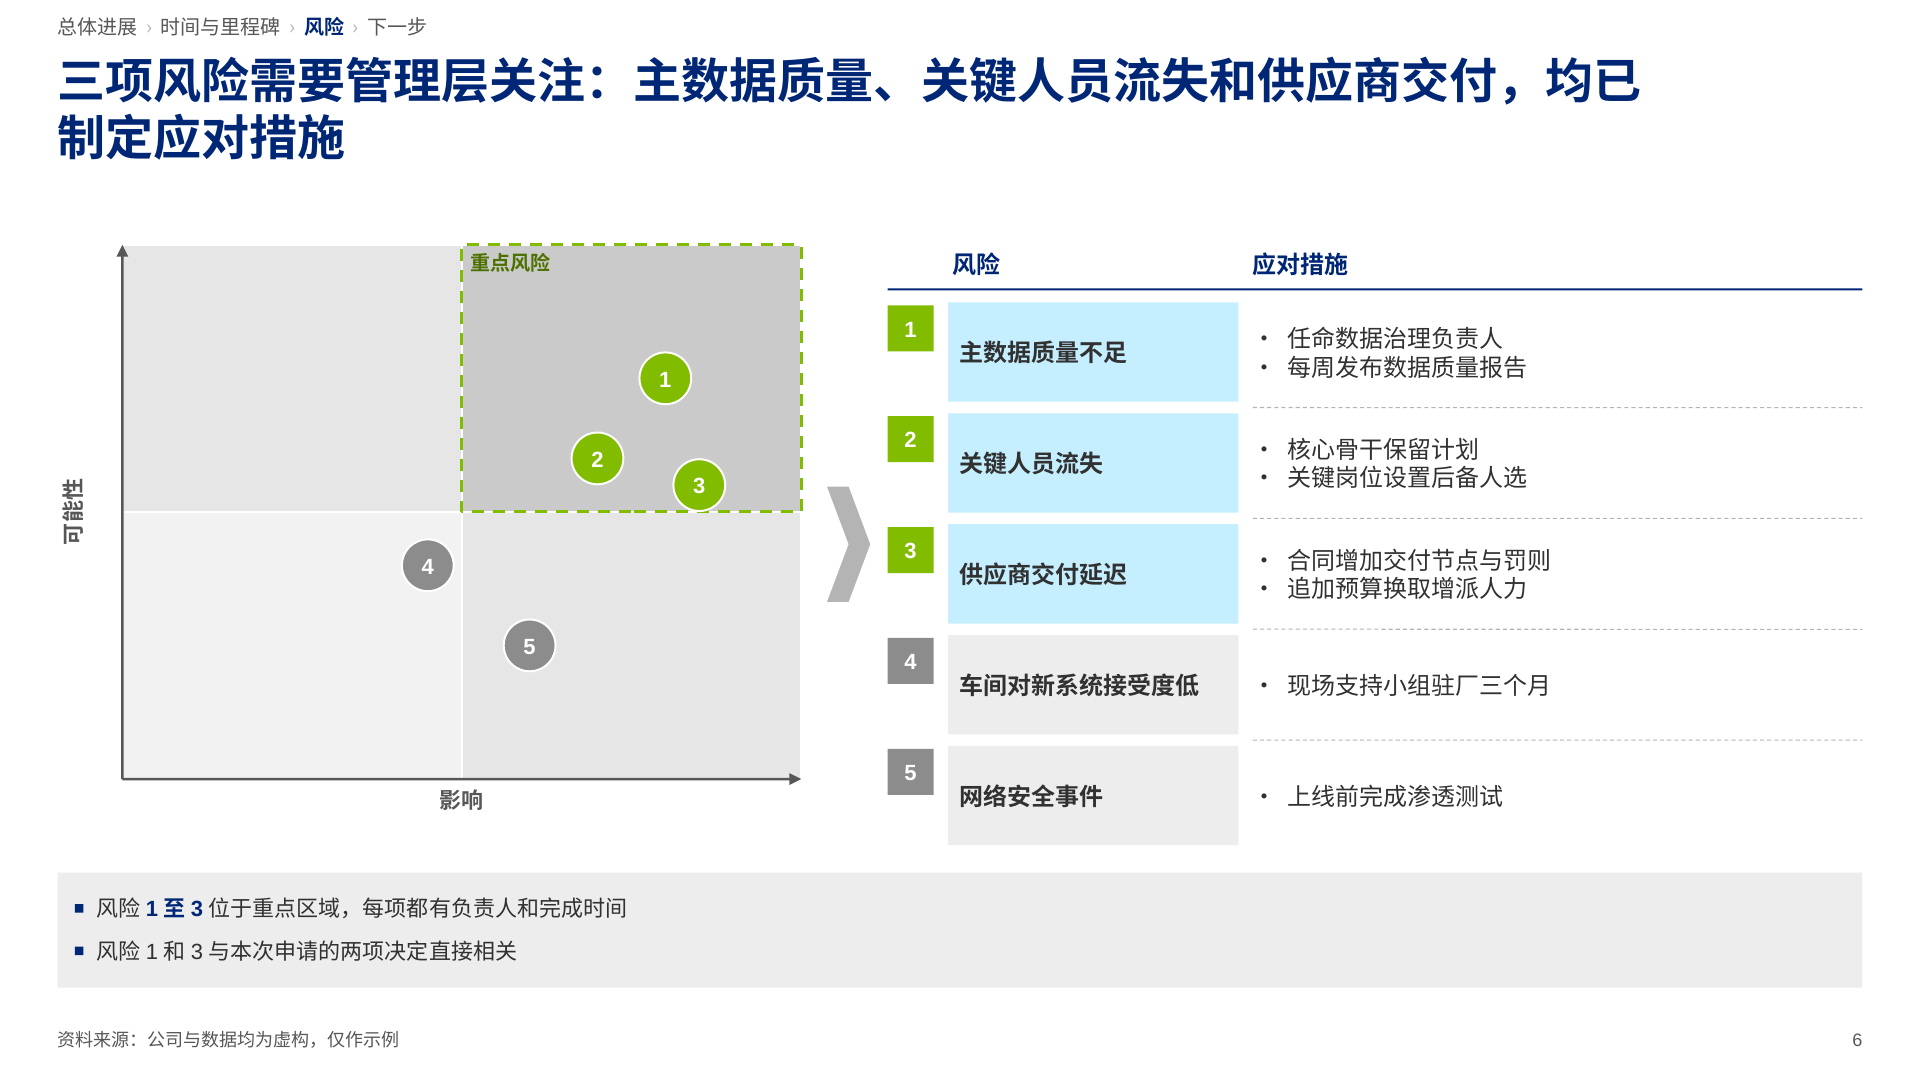 总体进展 › 时间与里程碑 › 风险 › 下一步
三项风险需要管理层关注：主数据质量、关键人员流失和供应商交付，均已
制定应对措施
重点风险
1
2
3
4
5
可能性
影响
风险 应对措施
1 主数据质量不足
• 任命数据治理负责人
• 每周发布数据质量报告
2 关键人员流失
• 核心骨干保留计划
• 关键岗位设置后备人选
3 供应商交付延迟
• 合同增加交付节点与罚则
• 追加预算换取增派人力
4 车间对新系统接受度低
• 现场支持小组驻厂三个月
5 网络安全事件
• 上线前完成渗透测试
▪ 风险 1 至 3 位于重点区域，每项都有负责人和完成时间
▪ 风险 1 和 3 与本次申请的两项决定直接相关
资料来源：公司与数据均为虚构，仅作示例
6